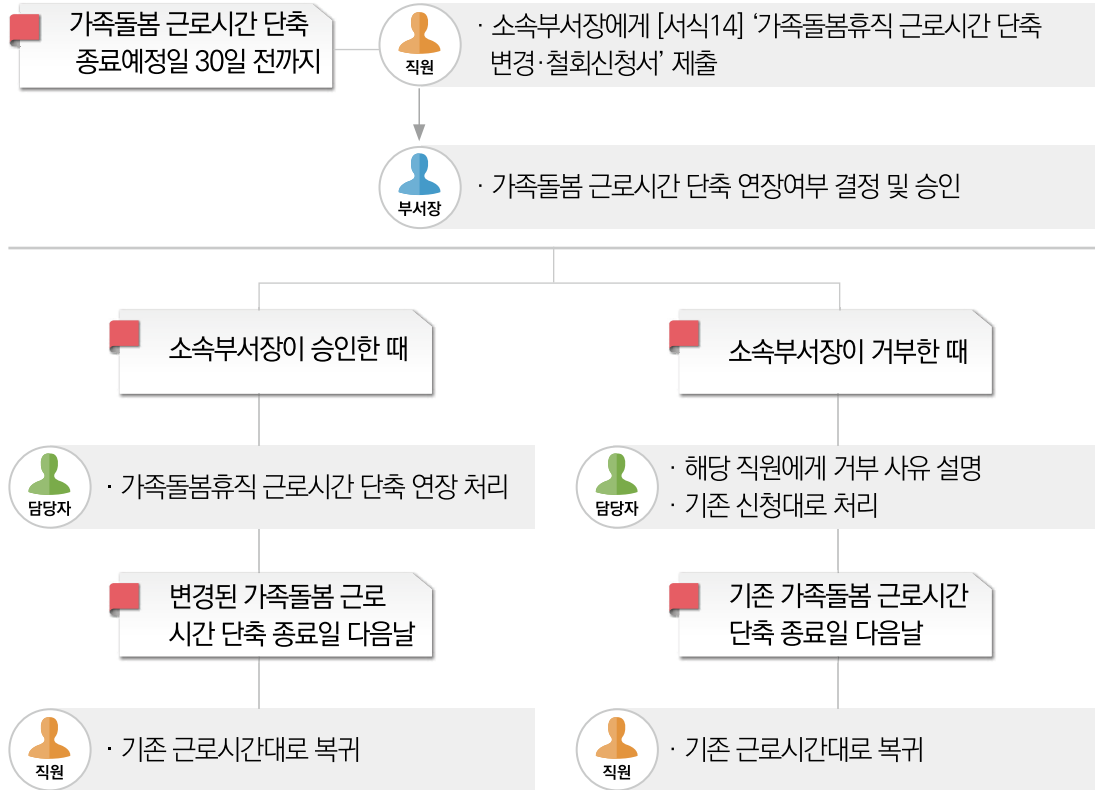 가족돌봄 근로시간 단축
종료예정일 30일 전까지
직원
· 소속부서장에게 [서식14] ‘가족돌봄휴직 근로시간 단축
변경·철회신청서’ 제출
부서장
· 가족돌봄 근로시간 단축 연장여부 결정 및 승인
소속부서장이 승인한 때
소속부서장이 거부한 때
담당자
· 가족돌봄휴직 근로시간 단축 연장 처리
담당자
· 해당 직원에게 거부 사유 설명
· 기존 신청대로 처리
변경된 가족돌봄 근로
시간 단축 종료일 다음날
기존 가족돌봄 근로시간
단축 종료일 다음날
직원
· 기존 근로시간대로 복귀
직원
· 기존 근로시간대로 복귀